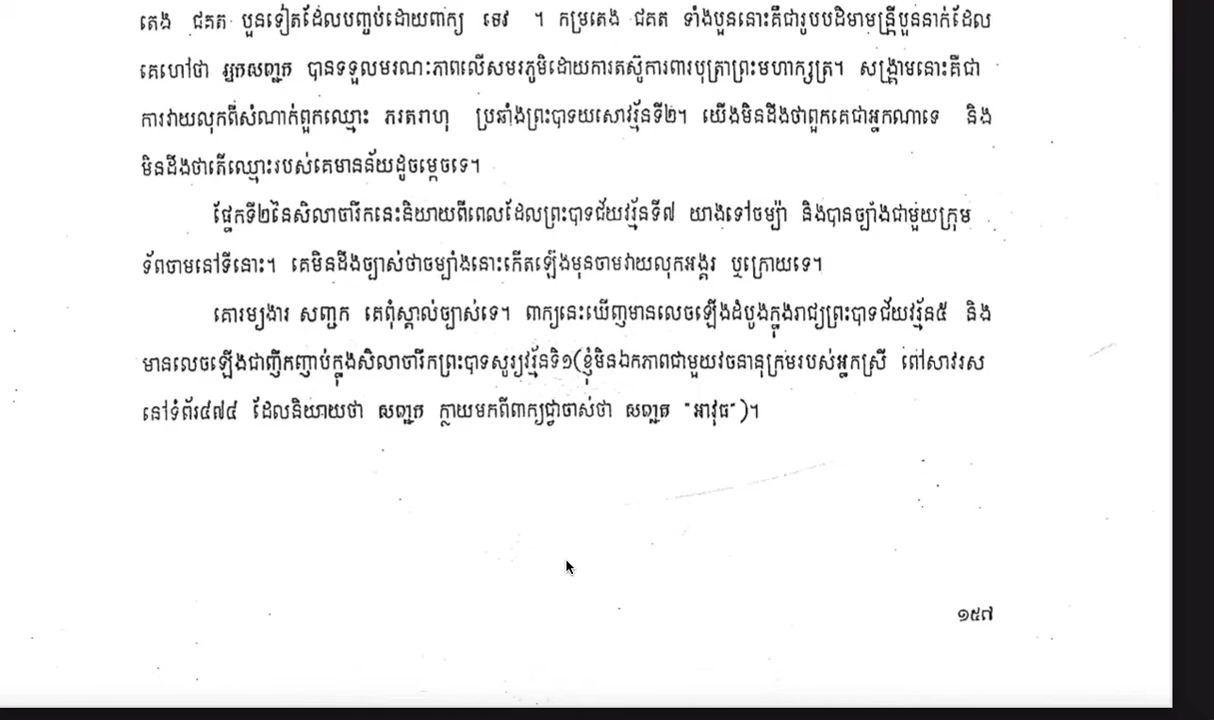 តេង ជគត បួនទៀតដែលបញ្ចប់ដោយពាក្យ ទេវ ។ កម្រតេង ជគត ទាំងបួននោះគឺជារូបបដិមាមន្ត្រីបួននាក់ដែល
គេហៅថា អ្នកសញ្ជក បានទទួលមរណៈភាពលើសមរភូមិដោយការតស៊ូការពារបុត្រាព្រះមហាក្សត្រ។ សង្គ្រាមនោះគឺជា
ការវាយលុកពីសំណាក់ពួកឈ្មោះ ភរតរាហុ ប្រឆាំងព្រះបាទយសោវរ្ម័នទី២។ យើងមិនដឹងថាពួកគេជាអ្នកណាទេ និង
មិនដឹងថាតើឈ្មោះរបស់គេមានន័យដូចម្តេចទេ។
ផ្នែកទី២នៃសិលាចារឹកនេះនិយាយពីពេលដែលព្រះបាទជ័យវរ្ម័នទី៧ យាងទៅចម្ប៉ា និងបានច្បាំងជាមួយក្រុម
ទ័ពចាមនៅទីនោះ។ គេមិនដឹងច្បាស់ថាចម្បាំងនោះកើតឡើងមុនចាមវាយលុកអង្គរ ឬក្រោយទេ។
គោរម្យងារ សញ្ជក គេពុំស្គាល់ច្បាស់ទេ។ ពាក្យនេះឃើញមានលេចឡើងដំបូងក្នុងរាជ្យព្រះបាទជ័យវរ្ម័ន៥ និង
មានលេចឡើងជាញឹកញាប់ក្នុងសិលាចារឹកព្រះបាទសូរ្យវរ្ម័នទី១(ខ្ញុំមិនឯកភាពជាមួយវចនានុក្រមរបស់អ្នកស្រី ពៅសាវរស
នៅទំព័រ៤៧៤ ដែលនិយាយថា សញ្ជក ក្លាយមកពីពាក្យជ្វាចាស់ថា សញ្ជត "អាវុធ")។
១៥៧